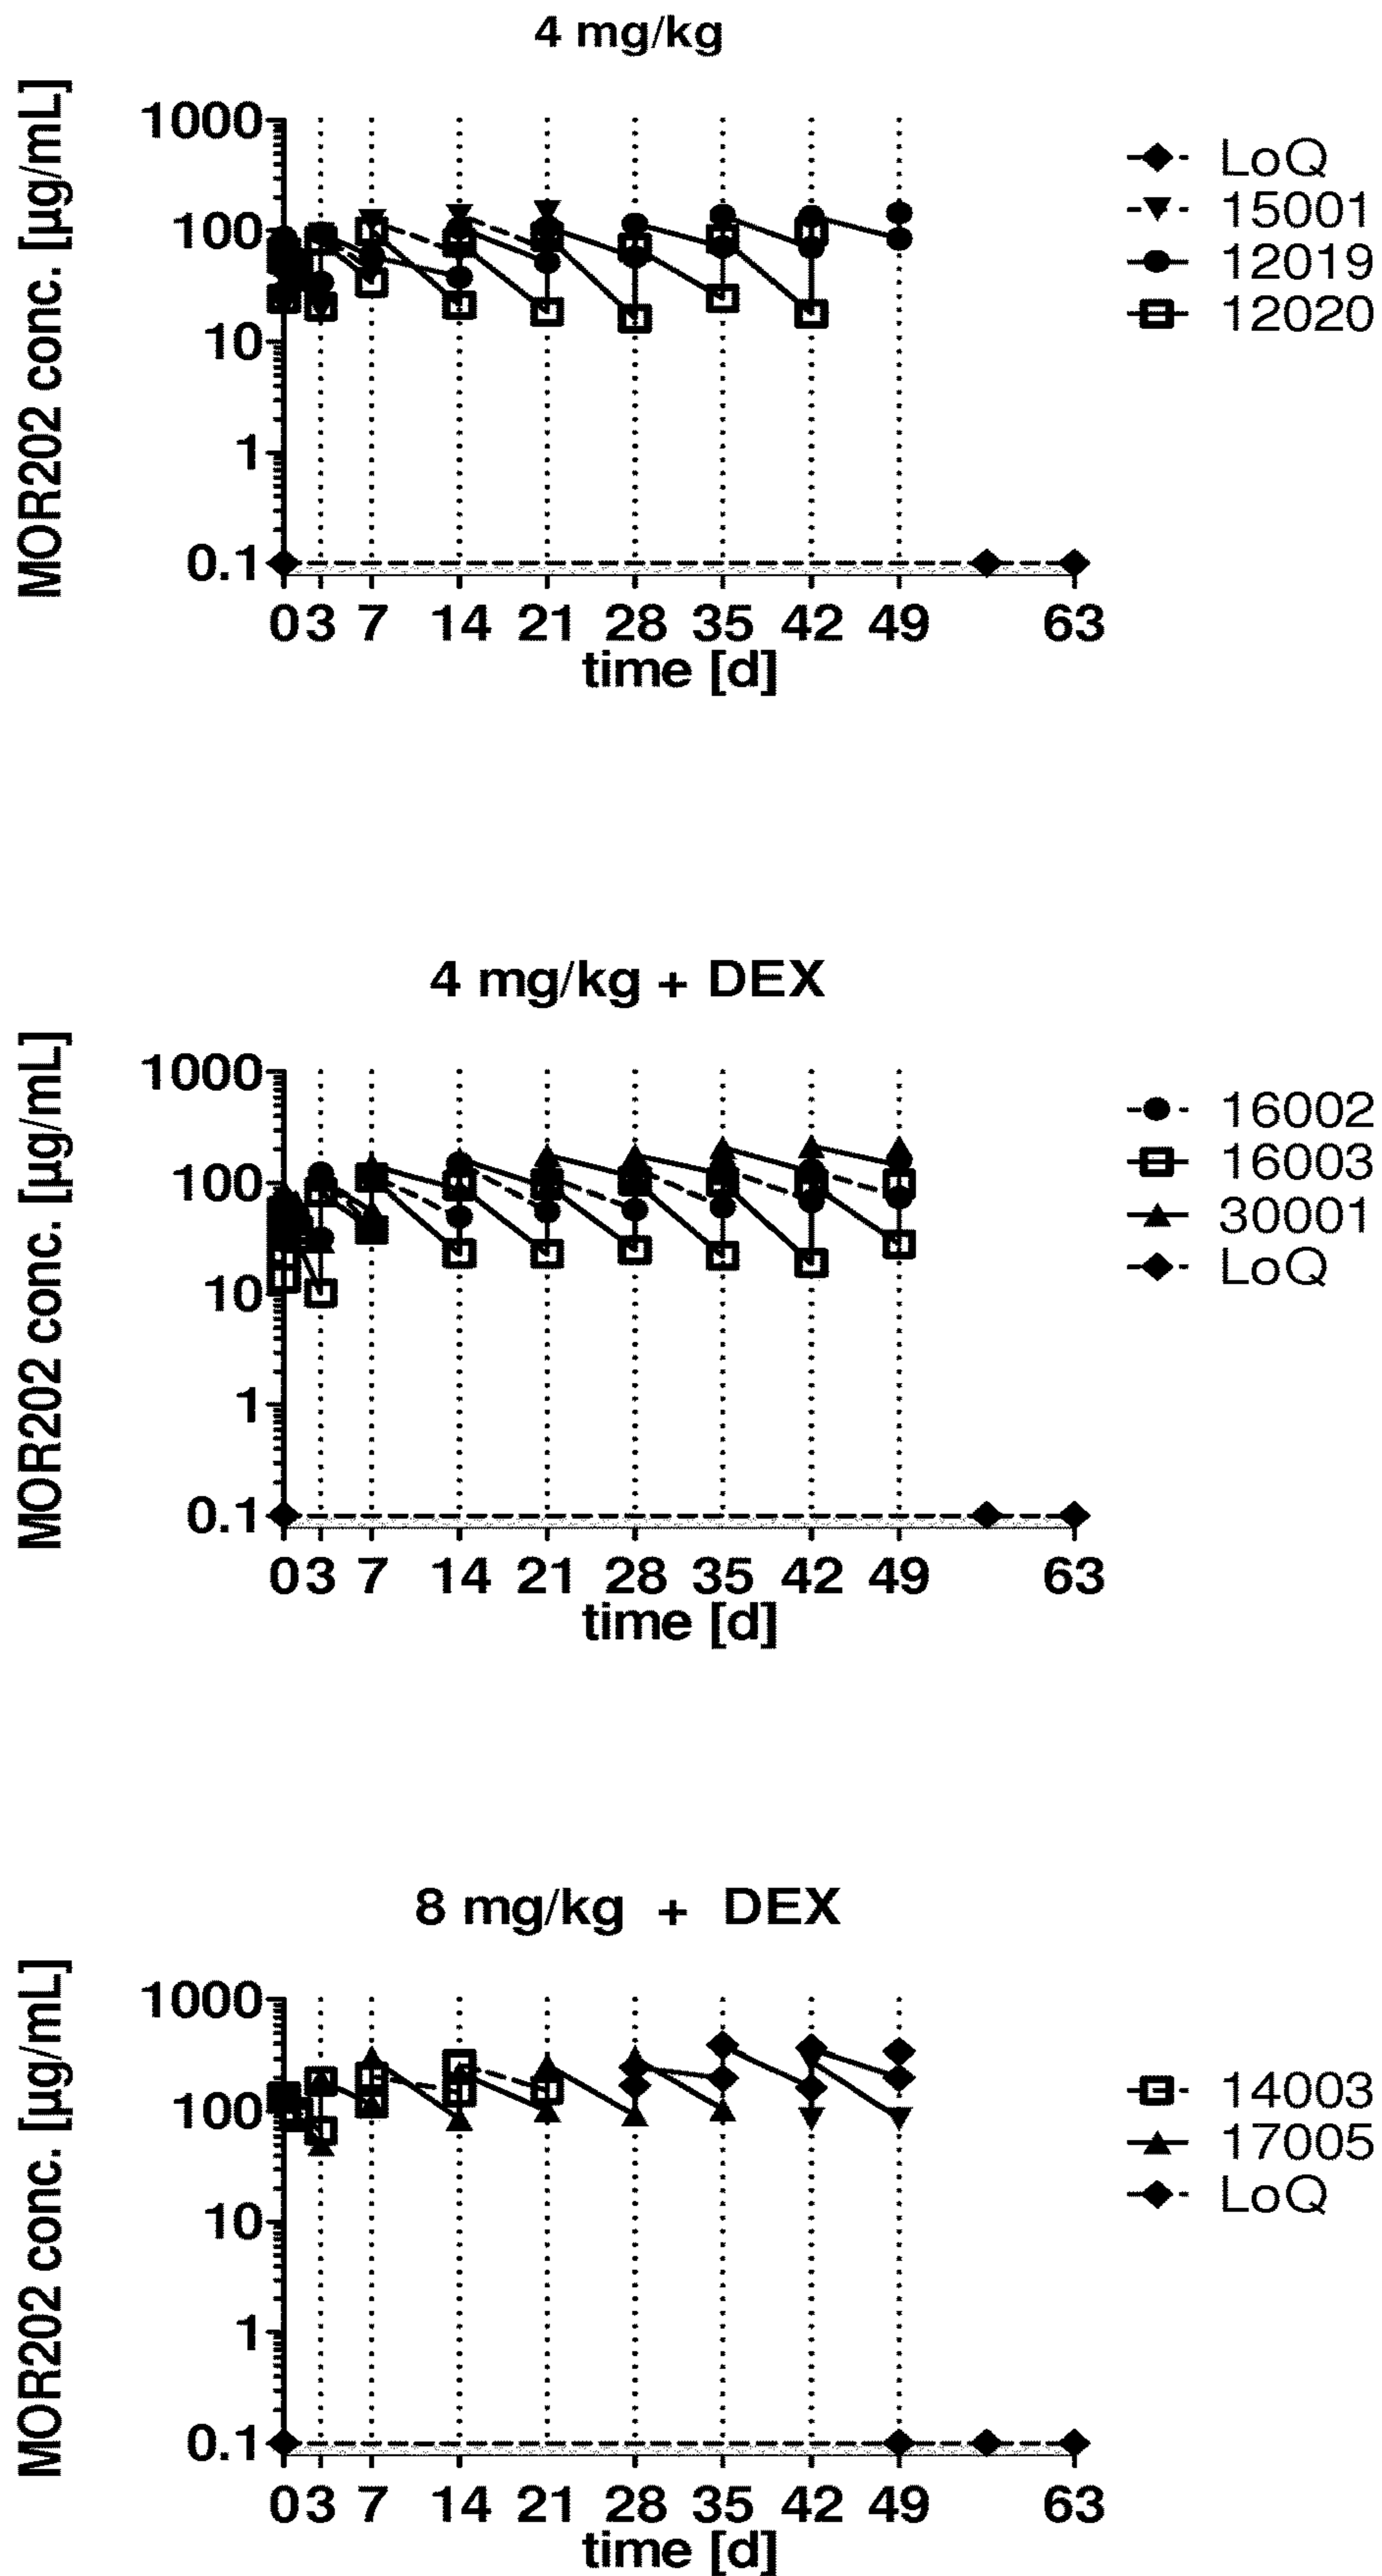 4 mg/kg
MOR202 conc. [µg/mL]
1000
100
10
1
0.1
0 3 7 14 21 28 35 42 49 63
time [d]
LoQ
15001
12019
12020
4 mg/kg + DEX
MOR202 conc. [µg/mL]
1000
100
10
1
0.1
0 3 7 14 21 28 35 42 49 63
time [d]
16002
16003
30001
LoQ
8 mg/kg + DEX
MOR202 conc. [µg/mL]
1000
100
10
1
0.1
0 3 7 14 21 28 35 42 49 63
time [d]
14003
17005
LoQ